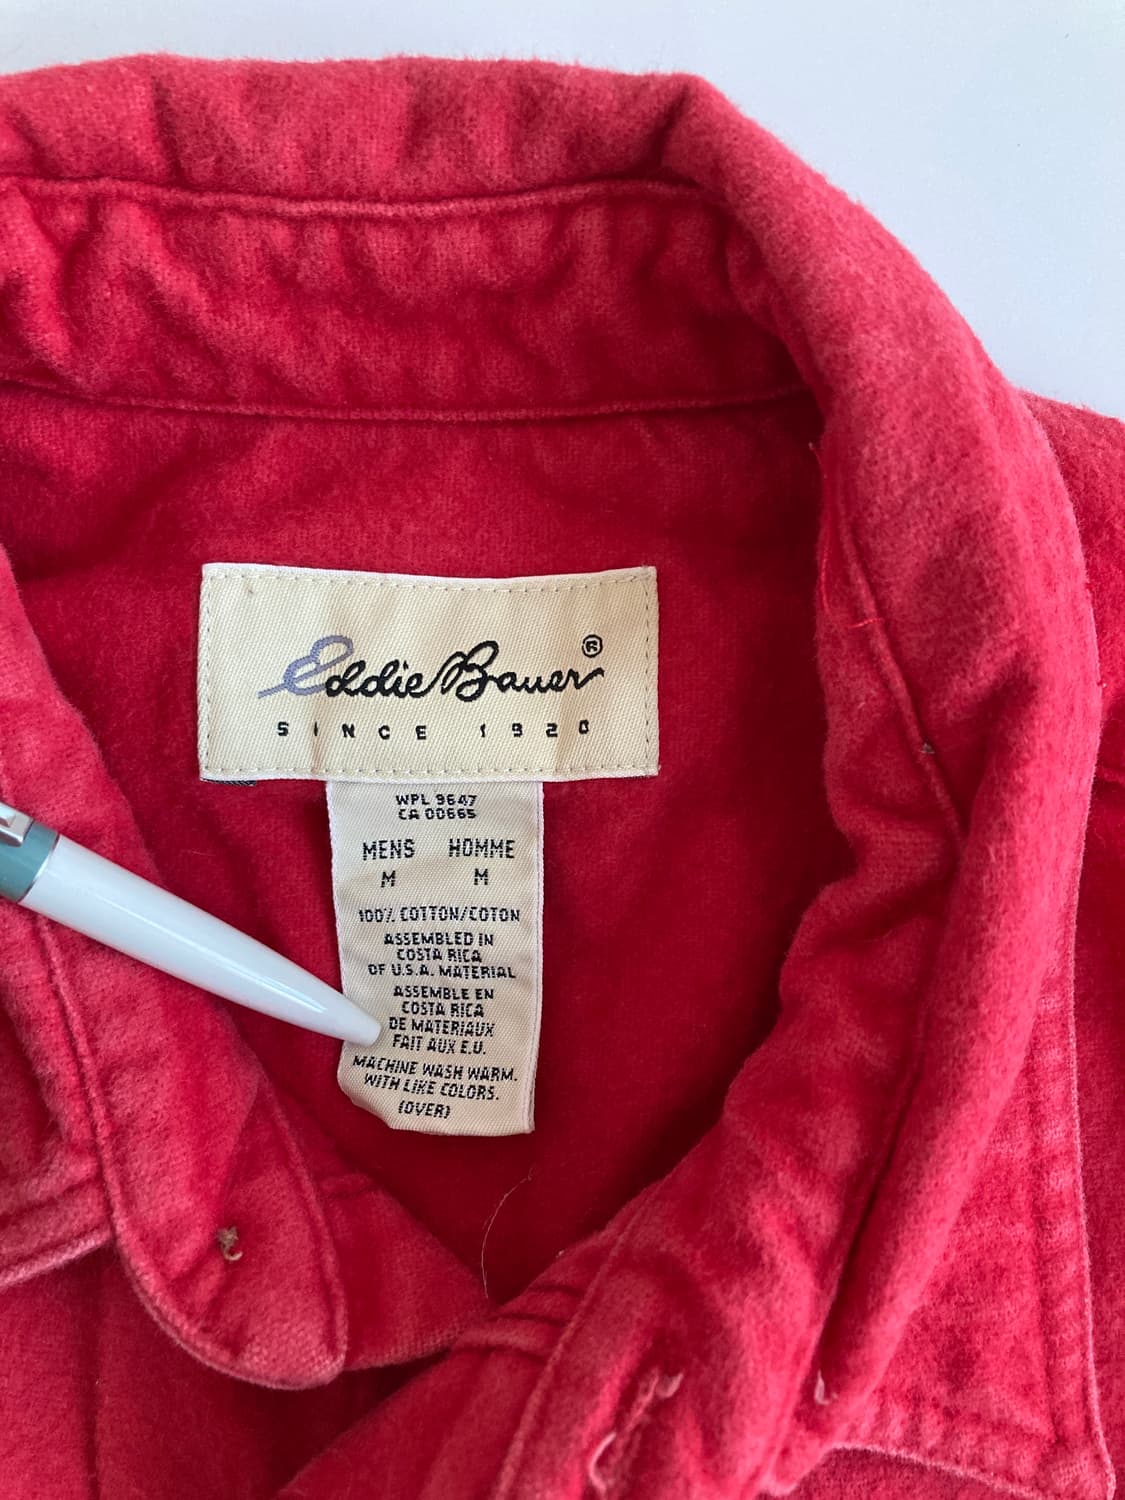 Eddie Bauer®
SINCE 1920
WPL 9647
CA 00665
MENS HOMME
M M
100% COTTON/COTON
ASSEMBLED IN
COSTA RICA
OF U.S.A. MATERIAL
ASSEMBLE EN
COSTA RICA
DE MATERIAUX
FAIT AUX E.U.
MACHINE WASH WARM.
WITH LIKE COLORS.
(OVER)